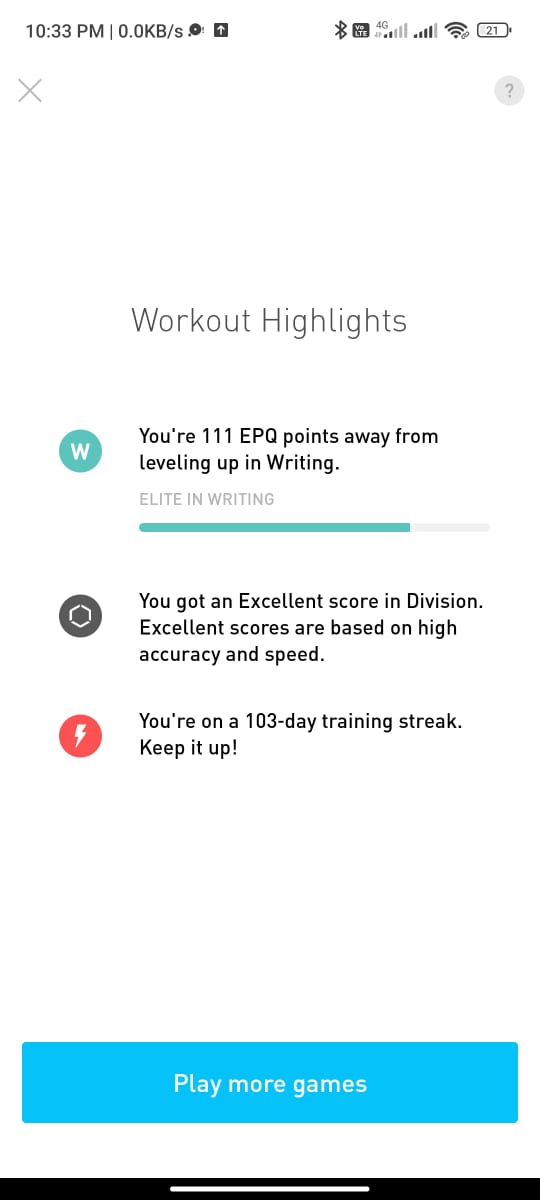 10:33 PM | 0.0KB/s
Vo LTE 4G 21
?
Workout Highlights
W
You're 111 EPQ points away from
leveling up in Writing.
ELITE IN WRITING
You got an Excellent score in Division.
Excellent scores are based on high
accuracy and speed.
You're on a 103-day training streak.
Keep it up!
Play more games